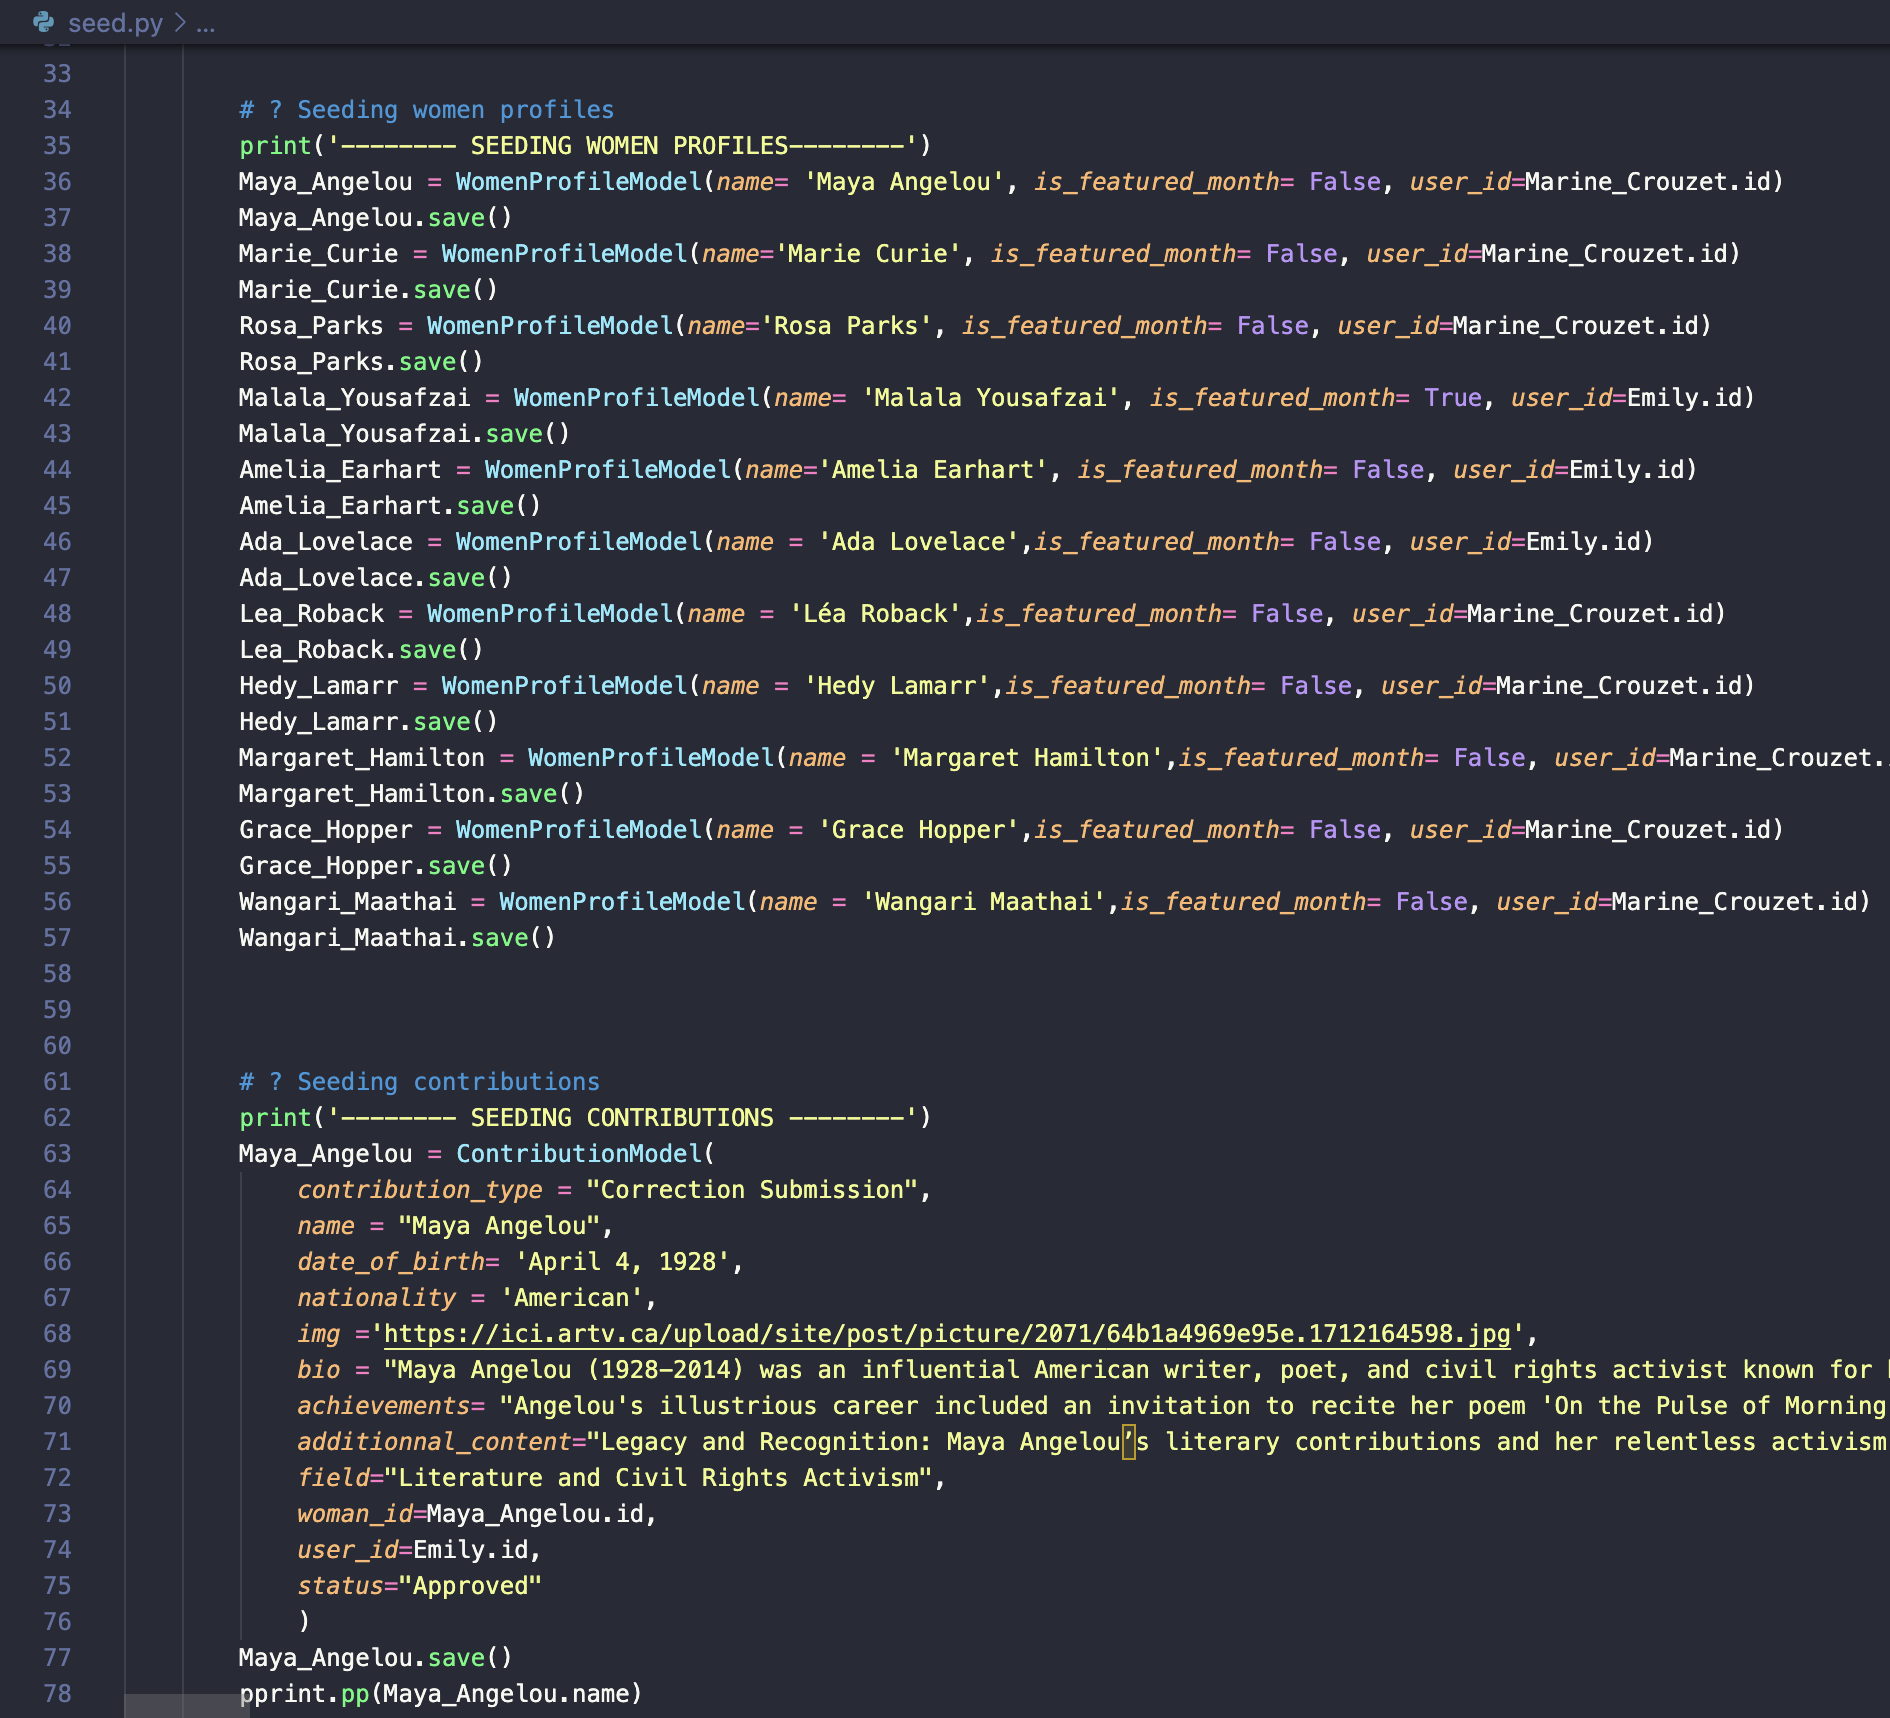 seed.py > ...
33
34 # ? Seeding women profiles
35 print('-------- SEEDING WOMEN PROFILES--------')
36 Maya_Angelou = WomenProfileModel(name= 'Maya Angelou', is_featured_month= False, user_id=Marine_Crouzet.id)
37 Maya_Angelou.save()
38 Marie_Curie = WomenProfileModel(name='Marie Curie', is_featured_month= False, user_id=Marine_Crouzet.id)
39 Marie_Curie.save()
40 Rosa_Parks = WomenProfileModel(name='Rosa Parks', is_featured_month= False, user_id=Marine_Crouzet.id)
41 Rosa_Parks.save()
42 Malala_Yousafzai = WomenProfileModel(name= 'Malala Yousafzai', is_featured_month= True, user_id=Emily.id)
43 Malala_Yousafzai.save()
44 Amelia_Earhart = WomenProfileModel(name='Amelia Earhart', is_featured_month= False, user_id=Emily.id)
45 Amelia_Earhart.save()
46 Ada_Lovelace = WomenProfileModel(name = 'Ada Lovelace',is_featured_month= False, user_id=Emily.id)
47 Ada_Lovelace.save()
48 Lea_Roback = WomenProfileModel(name = 'Léa Roback',is_featured_month= False, user_id=Marine_Crouzet.id)
49 Lea_Roback.save()
50 Hedy_Lamarr = WomenProfileModel(name = 'Hedy Lamarr',is_featured_month= False, user_id=Marine_Crouzet.id)
51 Hedy_Lamarr.save()
52 Margaret_Hamilton = WomenProfileModel(name = 'Margaret Hamilton',is_featured_month= False, user_id=Marine_Crouzet.
53 Margaret_Hamilton.save()
54 Grace_Hopper = WomenProfileModel(name = 'Grace Hopper',is_featured_month= False, user_id=Marine_Crouzet.id)
55 Grace_Hopper.save()
56 Wangari_Maathai = WomenProfileModel(name = 'Wangari Maathai',is_featured_month= False, user_id=Marine_Crouzet.id)
57 Wangari_Maathai.save()
58
59
60
61 # ? Seeding contributions
62 print('-------- SEEDING CONTRIBUTIONS --------')
63 Maya_Angelou = ContributionModel(
64 contribution_type = "Correction Submission",
65 name = "Maya Angelou",
66 date_of_birth= 'April 4, 1928',
67 nationality = 'American',
68 img ='https://ici.artv.ca/upload/site/post/picture/2071/64b1a4969e95e.1712164598.jpg',
69 bio = "Maya Angelou (1928–2014) was an influential American writer, poet, and civil rights activist known for
70 achievements= "Angelou's illustrious career included an invitation to recite her poem 'On the Pulse of Morning
71 additionnal_content="Legacy and Recognition: Maya Angelou’s literary contributions and her relentless activism
72 field="Literature and Civil Rights Activism",
73 woman_id=Maya_Angelou.id,
74 user_id=Emily.id,
75 status="Approved"
76 )
77 Maya_Angelou.save()
78 pprint.pp(Maya_Angelou.name)